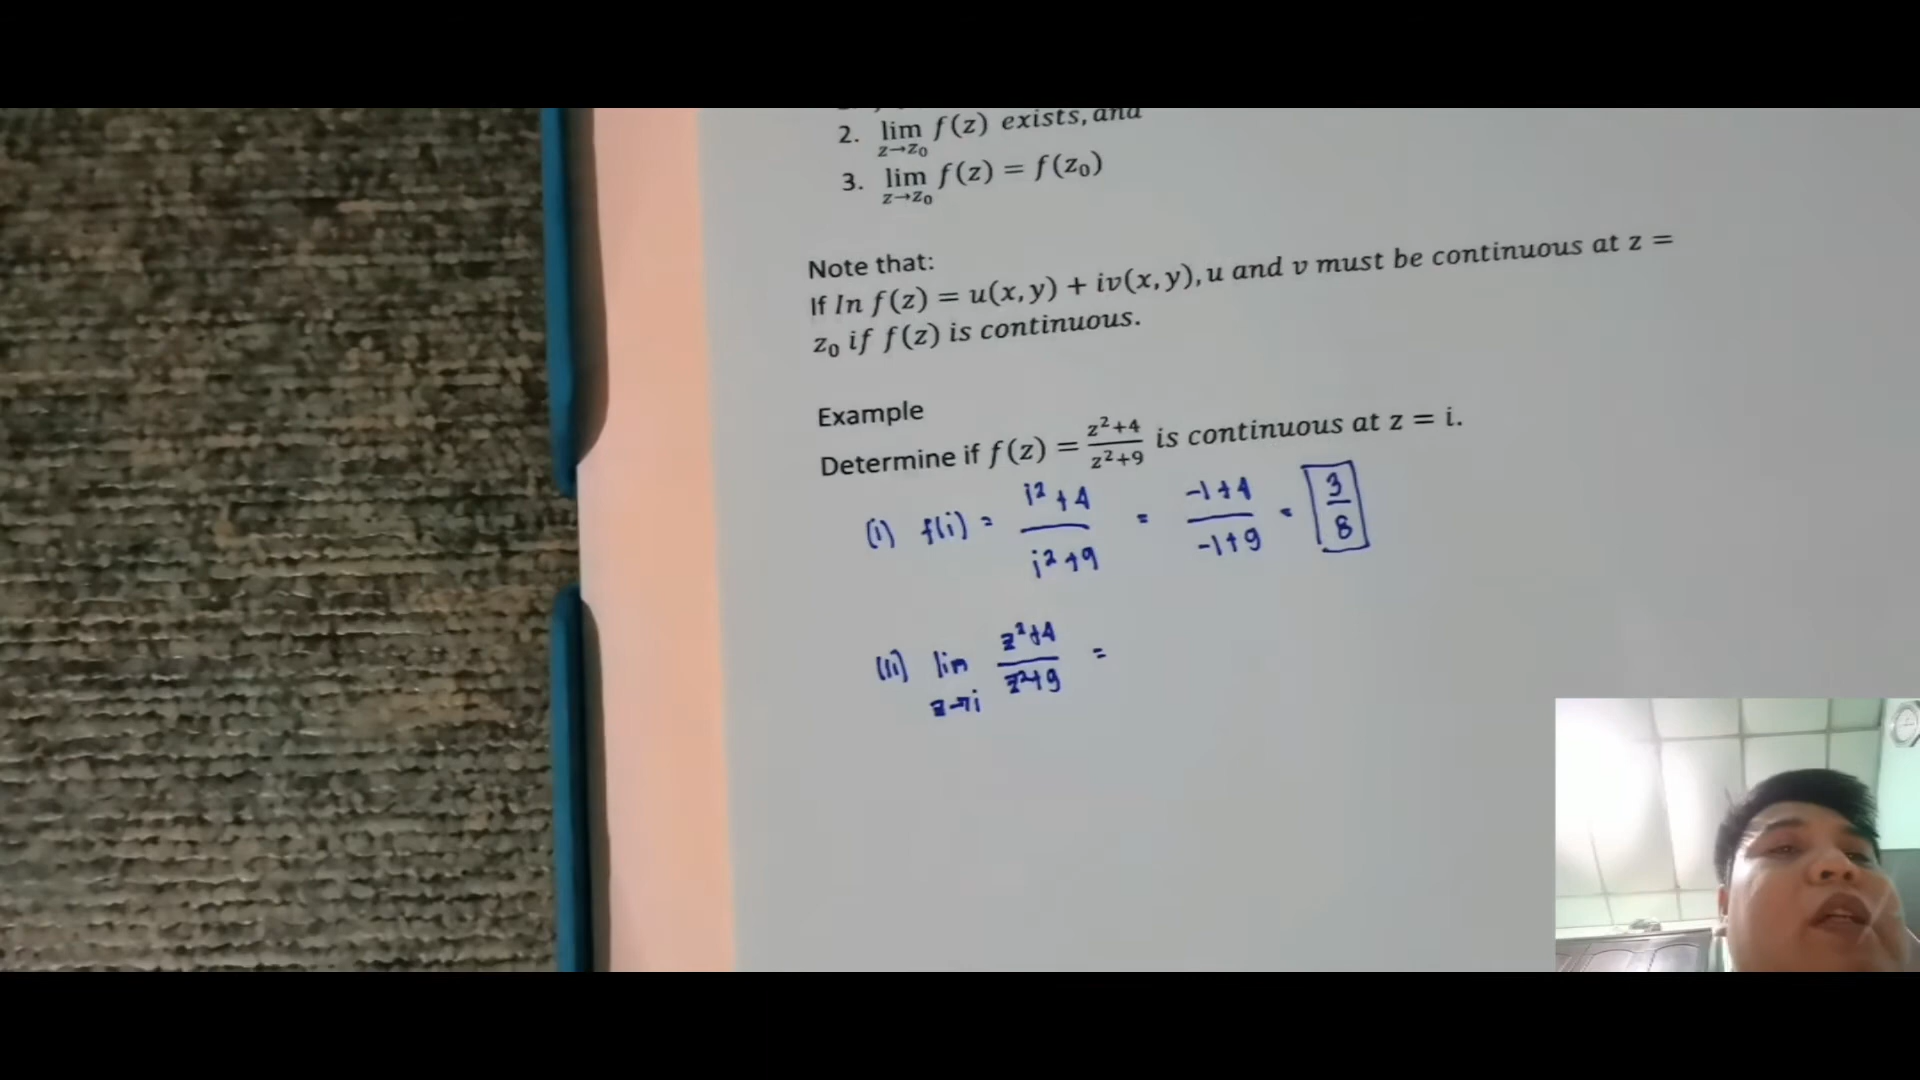 2. lim f(z) exists, and
z→z₀
3. lim f(z) = f(z₀)
z→z₀
Note that:
If In f(z) = u(x, y) + iv(x, y), u and v must be continuous at z =
z₀ if f(z) is continuous.
Example
Determine if f(z) = z²+4 / z²+9 is continuous at z = i.
(i) f(i) = i²+4 / i²+9 = -1+4 / -1+9 = 3/8
(ii) lim z²+4 / z²+9 =
z→i